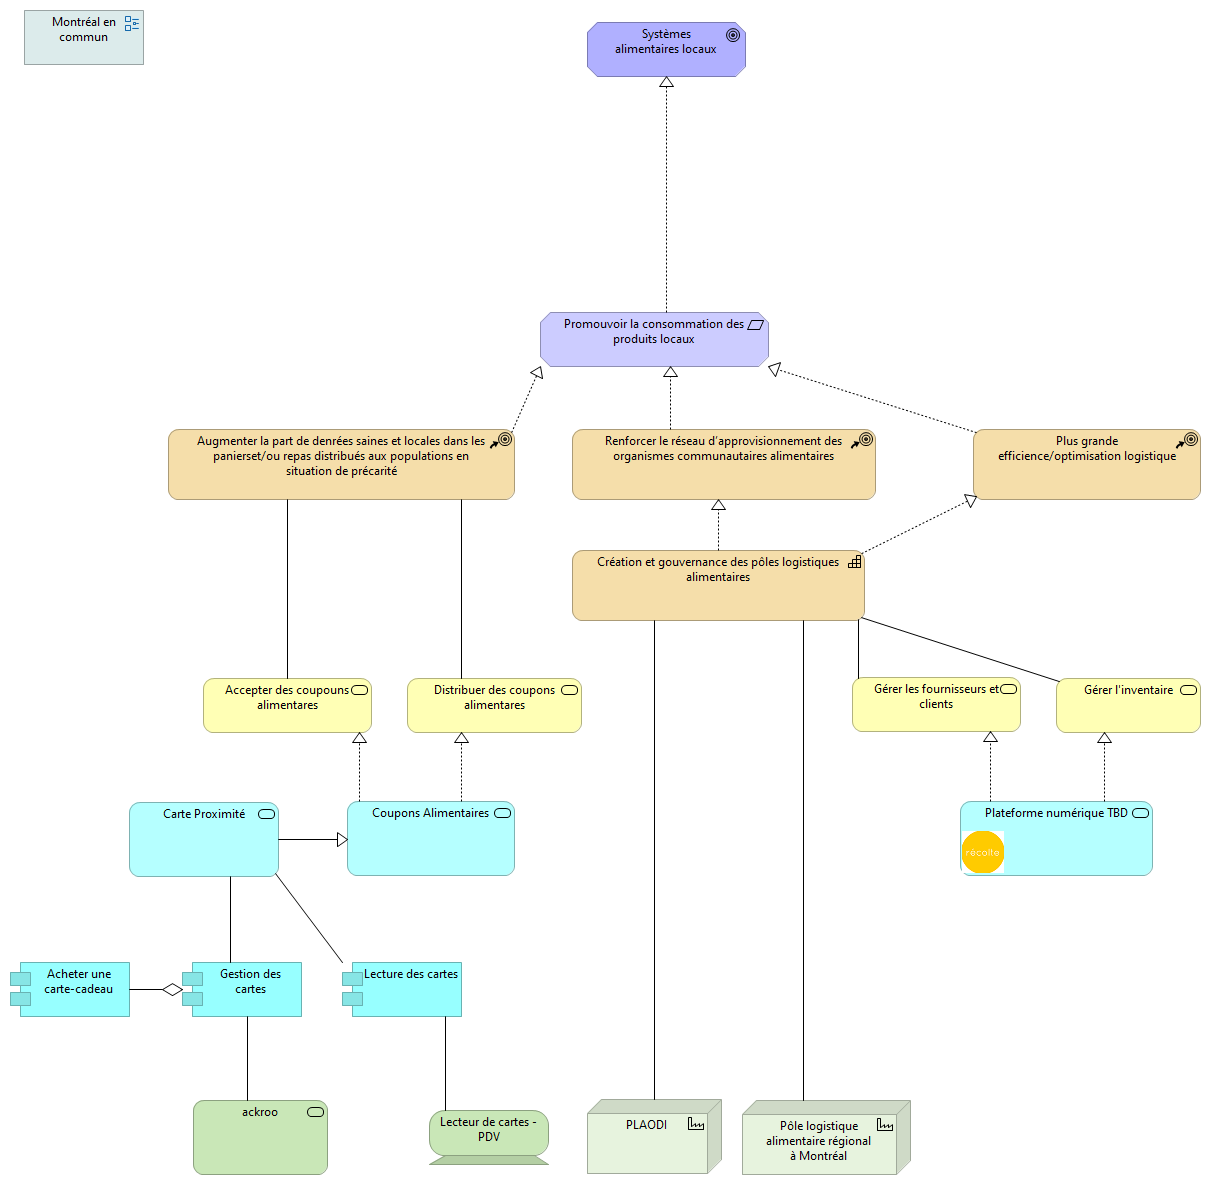 Montréal en
commun
Systèmes
alimentaires locaux
Promouvoir la consommation des
produits locaux
Augmenter la part de denrées saines et locales dans les
panierset/ou repas distribués aux populations en
situation de précarité
Renforcer le réseau d'approvisionnement des
organismes communautaires alimentaires
Plus grande
efficience/optimisation logistique
Création et gouvernance des pôles logistiques
alimentaires
Accepter des coupouns
alimentares
Distribuer des coupons
alimentares
Gérer les fournisseurs et
clients
Gérer l'inventaire
Carte Proximité
Coupons Alimentaires
Plateforme numérique TBD
récolte
Acheter une
carte-cadeau
Gestion des
cartes
Lecture des cartes
ackroo
Lecteur de cartes -
PDV
PLAODI
Pôle logistique
alimentaire régional
à Montréal